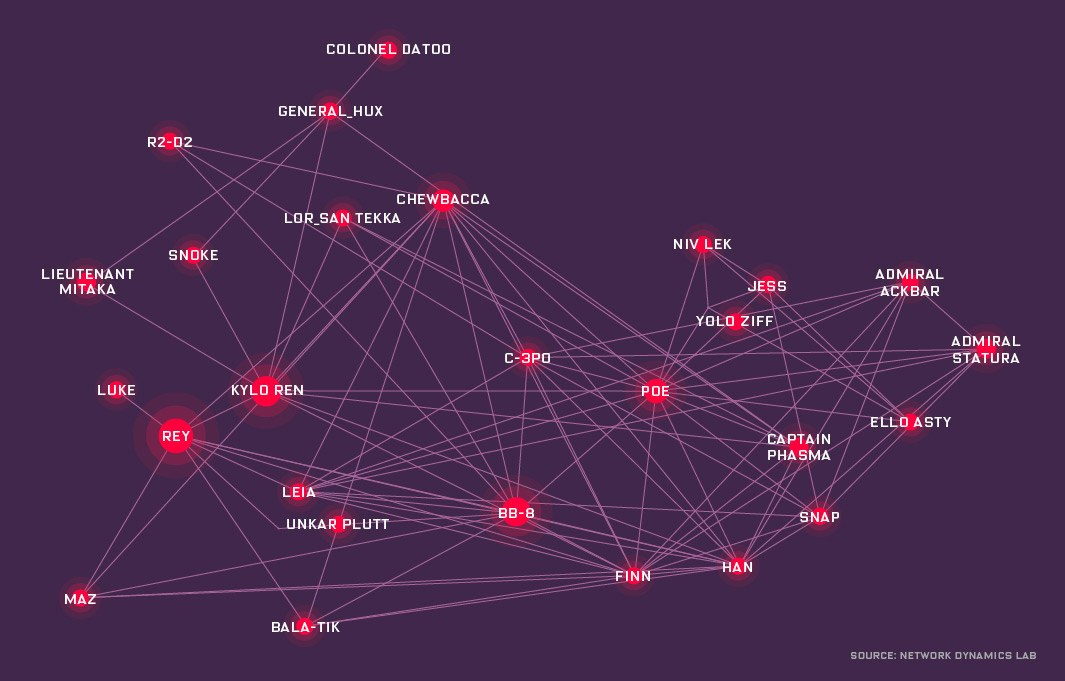 COLONEL DATOO
GENERAL_HUX
R2-D2
CHEWBACCA
LOR_SAN TEKKA
NIV LEK
SNOKE
LIEUTENANT
MITAKA
JESS
ADMIRAL
ACKBAR
YOLO ZIFF
ADMIRAL
STATURA
C-3PO
LUKE
KYLO REN
POE
ELLO ASTY
REY
CAPTAIN
PHASMA
LEIA
BB-8
SNAP
UNKAR PLUTT
HAN
FINN
MAZ
BALA-TIK
SOURCE: NETWORK DYNAMICS LAB